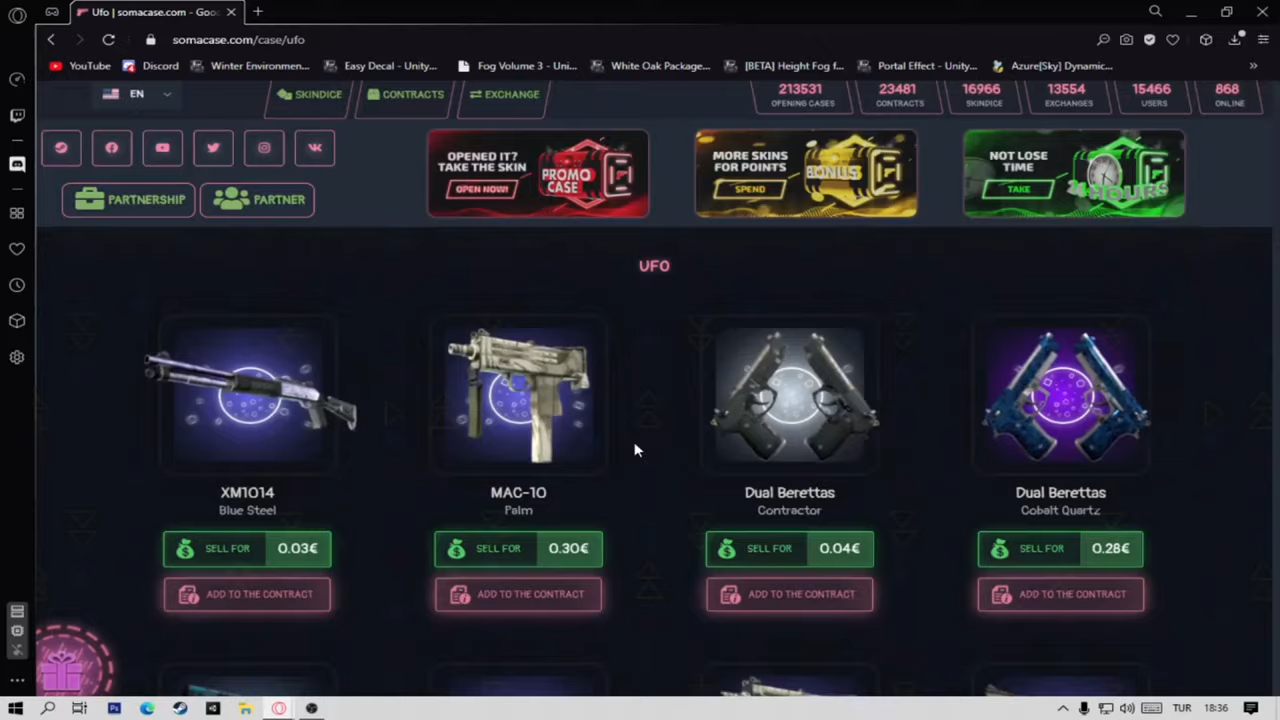 Ufo | somacase.com - Goo
somacase.com/case/ufo
YouTube
Discord
Winter Environmen...
Easy Decal - Unity...
Fog Volume 3 - Uni...
White Oak Package...
[BETA] Height Fog f...
Portal Effect - Unity...
Azure[Sky] Dynamic...
EN
SKINDICE
CONTRACTS
EXCHANGE
213531
OPENING CASES
23481
CONTRACTS
16966
SKINDICE
13554
EXCHANGES
15466
USERS
868
ONLINE
PARTNERSHIP
PARTNER
OPENED IT?
TAKE THE SKIN
OPEN NOW!
PROMO
CASE
MORE SKINS
FOR POINTS
SPEND
BONUS
NOT LOSE
TIME
TAKE
24 HOURS
UFO
XM1014
Blue Steel
SELL FOR 0.03€
ADD TO THE CONTRACT
MAC-10
Palm
SELL FOR 0.30€
ADD TO THE CONTRACT
Dual Berettas
Contractor
SELL FOR 0.04€
ADD TO THE CONTRACT
Dual Berettas
Cobalt Quartz
SELL FOR 0.28€
ADD TO THE CONTRACT
Ps
TUR
18:36